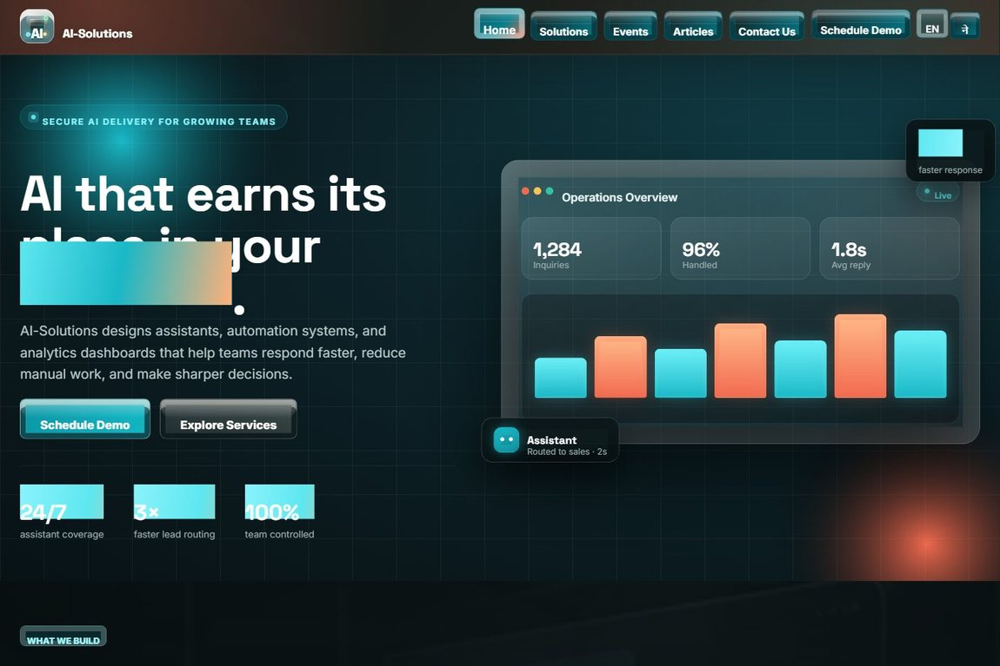 AI
AI-Solutions
Home
Solutions
Events
Articles
Contact Us
Schedule Demo
EN
ने
SECURE AI DELIVERY FOR GROWING TEAMS
AI that earns its
place in your
.
AI-Solutions designs assistants, automation systems, and
analytics dashboards that help teams respond faster, reduce
manual work, and make sharper decisions.
Schedule Demo
Explore Services
24/7
assistant coverage
3×
faster lead routing
100%
team controlled
faster response
Operations Overview
Live
1,284
Inquiries
96%
Handled
1.8s
Avg reply
Assistant
Routed to sales · 2s
WHAT WE BUILD